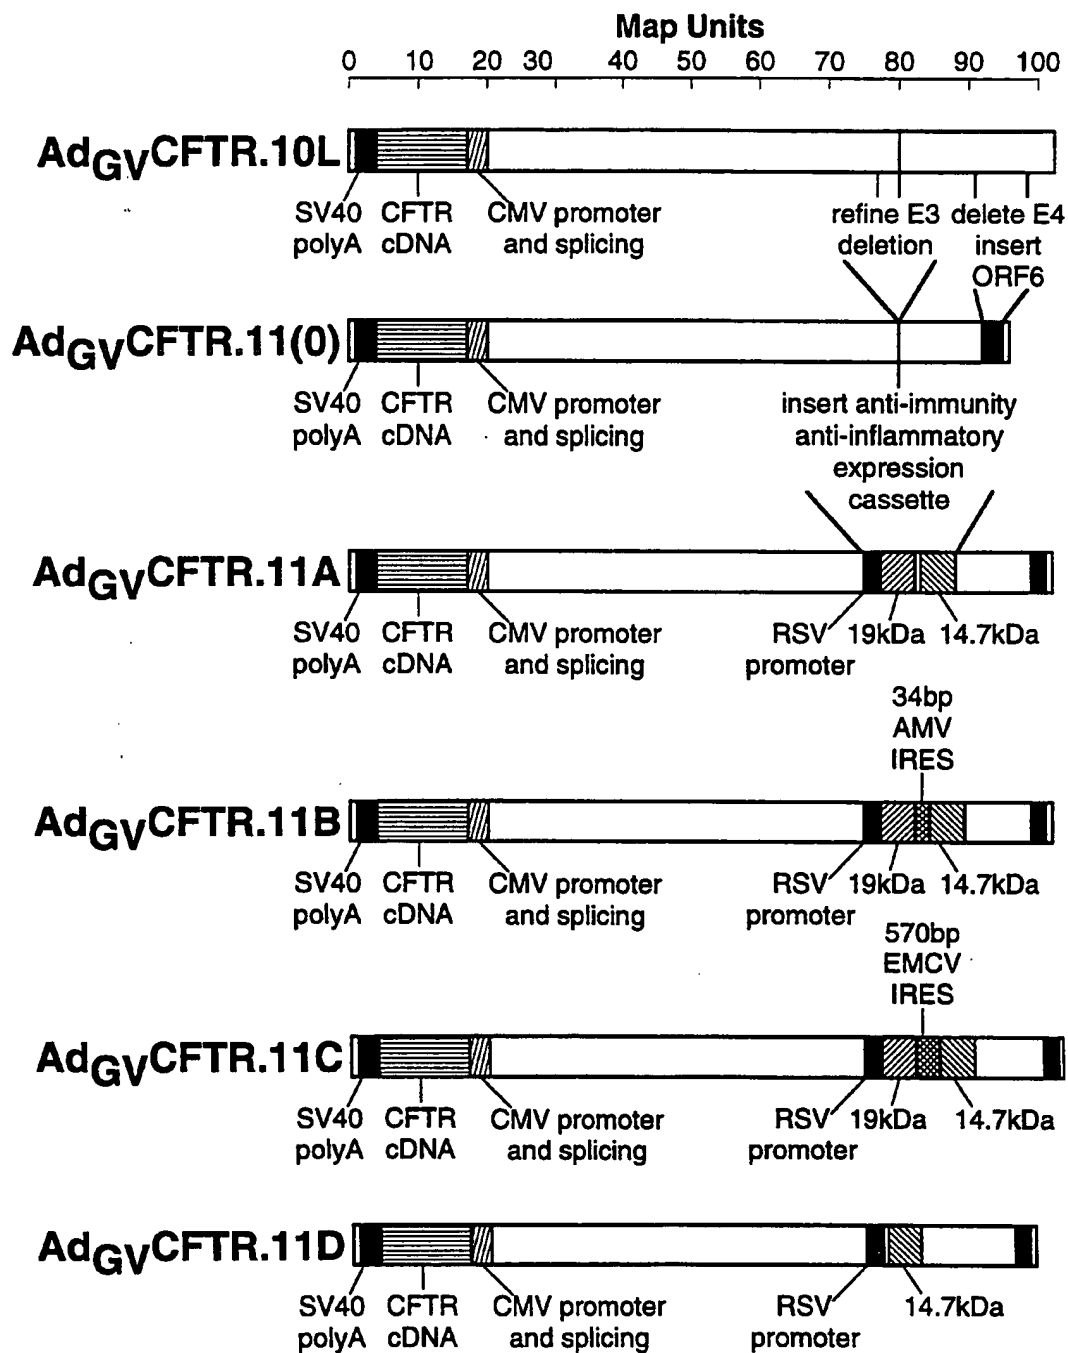 Map Units
0 10 20 30 40 50 60 70 80 90 100
AdGVCFTR.10L
SV40 CFTR CMV promoter refine E3 delete E4
polyA cDNA and splicing deletion insert
ORF6
AdGVCFTR.11(0)
SV40 CFTR CMV promoter insert anti-immunity
polyA cDNA and splicing anti-inflammatory
expression
cassette
AdGVCFTR.11A
SV40 CFTR CMV promoter RSV 19kDa 14.7kDa
polyA cDNA and splicing promoter
34bp
AMV
IRES
AdGVCFTR.11B
SV40 CFTR CMV promoter RSV 19kDa 14.7kDa
polyA cDNA and splicing promoter
570bp
EMCV
IRES
AdGVCFTR.11C
SV40 CFTR CMV promoter RSV 19kDa 14.7kDa
polyA cDNA and splicing promoter
AdGVCFTR.11D
SV40 CFTR CMV promoter RSV 14.7kDa
polyA cDNA and splicing promoter